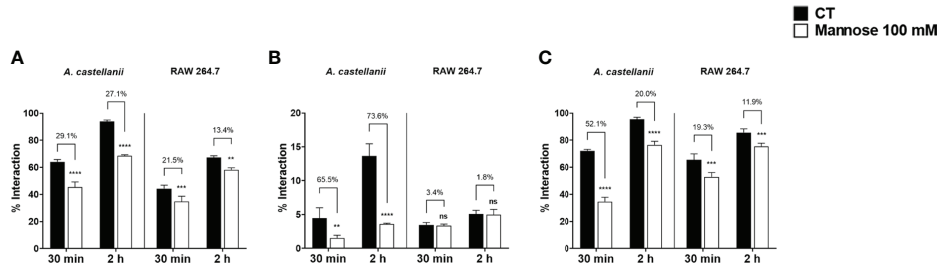 CT
Mannose 100 mM
A
A. castellanii
RAW 264.7
% Interaction
100
80
60
40
20
0
29.1%
****
27.1%
****
21.5%
***
13.4%
**
30 min
2 h
30 min
2 h
B
A. castellanii
RAW 264.7
% Interaction
20
15
10
5
0
65.5%
**
73.6%
****
3.4%
ns
1.8%
ns
30 min
2 h
30 min
2 h
C
A. castellanii
RAW 264.7
% Interaction
100
80
60
40
20
0
52.1%
****
20.0%
****
19.3%
***
11.9%
***
30 min
2 h
30 min
2 h